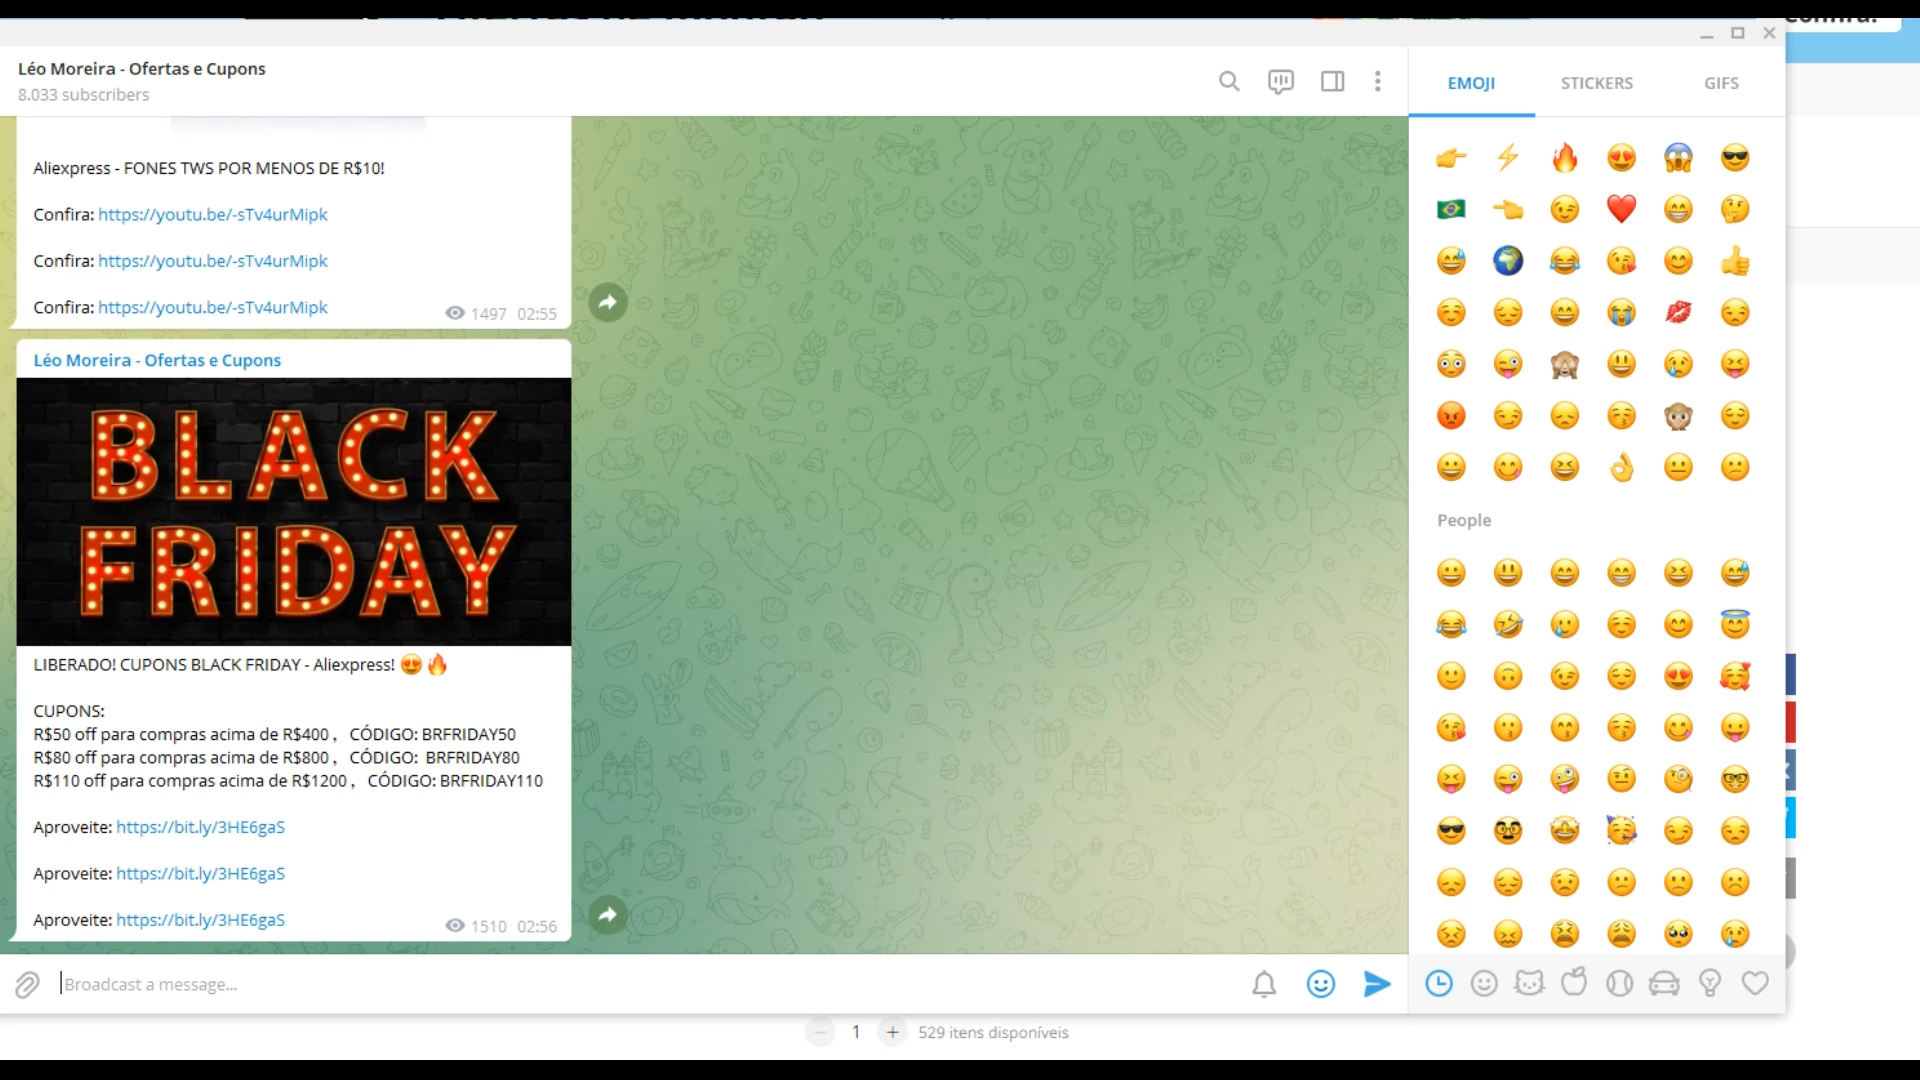 Confira!
Léo Moreira - Ofertas e Cupons
8.033 subscribers
EMOJI
STICKERS
GIFS
Aliexpress - FONES TWS POR MENOS DE R$10!
Confira: https://youtu.be/-sTv4urMipk
Confira: https://youtu.be/-sTv4urMipk
Confira: https://youtu.be/-sTv4urMipk
1497 02:55
Léo Moreira - Ofertas e Cupons
BLACK
FRIDAY
LIBERADO! CUPONS BLACK FRIDAY - Aliexpress! 😍🔥
CUPONS:
R$50 off para compras acima de R$400， CÓDIGO: BRFRIDAY50
R$80 off para compras acima de R$800， CÓDIGO: BRFRIDAY80
R$110 off para compras acima de R$1200， CÓDIGO: BRFRIDAY110
Aproveite: https://bit.ly/3HE6gaS
Aproveite: https://bit.ly/3HE6gaS
Aproveite: https://bit.ly/3HE6gaS
1510 02:56
People
Broadcast a message...
1
529 itens disponíveis